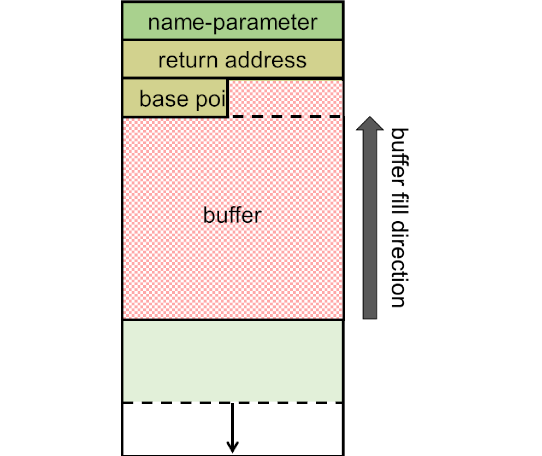 name-parameter
return address
base poi
buffer
buffer fill direction